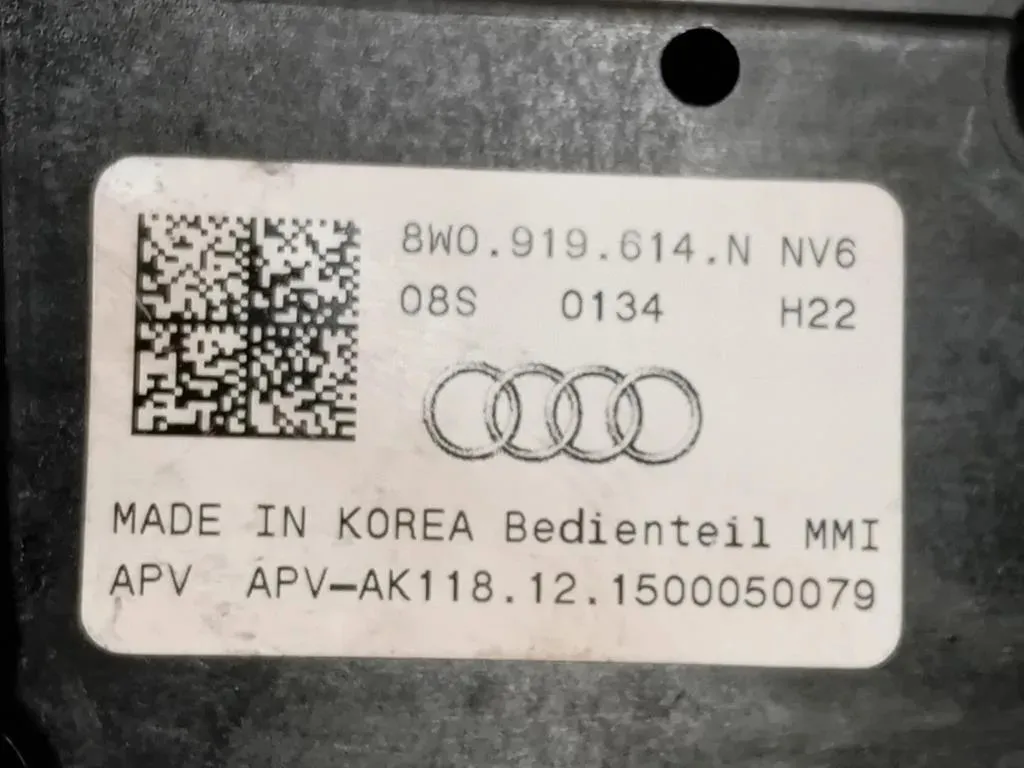 8W0.919.614.N NV6
08S 0134 H22
MADE IN KOREA Bedienteil MMI
APV APV-AK118.12.1500050079